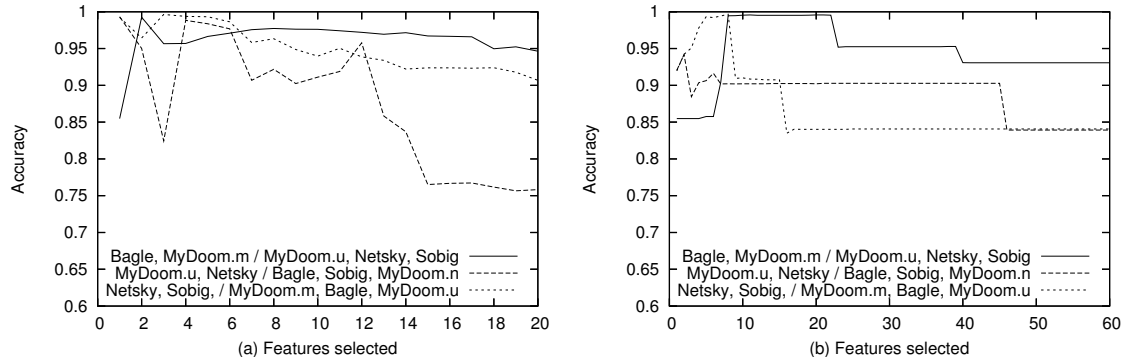 1
0.95
0.9
0.85
0.8
0.75
0.7
0.65
0.6
Accuracy
Bagle, MyDoom.m / MyDoom.u, Netsky, Sobig
MyDoom.u, Netsky / Bagle, Sobig, MyDoom.n
Netsky, Sobig, / MyDoom.m, Bagle, MyDoom.u
0 2 4 6 8 10 12 14 16 18 20
(a) Features selected
1
0.95
0.9
0.85
0.8
0.75
0.7
0.65
0.6
Accuracy
Bagle, MyDoom.m / MyDoom.u, Netsky, Sobig
MyDoom.u, Netsky / Bagle, Sobig, MyDoom.n
Netsky, Sobig, / MyDoom.m, Bagle, MyDoom.u
0 10 20 30 40 50 60
(b) Features selected